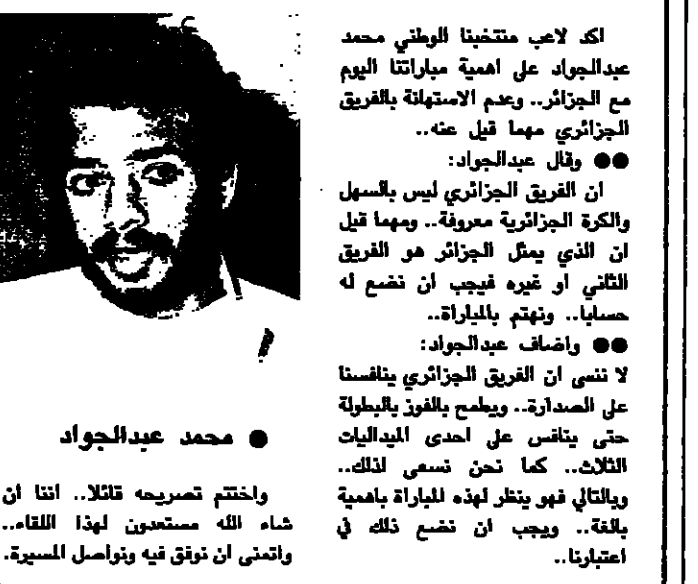 اكد لاعب منتخبنا الوطني محمد
عبدالجواد على اهمية مباراتنا اليوم
مع الجزائر.. وعدم الاستهانة بالفريق
الجزائري مهما قيل عنه..
●● وقال عبدالجواد:
ان الفريق الجزائري ليس بالسهل
والكرة الجزائرية معروفة.. ومهما قيل
ان الذي يمثل الجزائر هو الفريق
الثاني او غيره فيجب ان نضع له
حسابا.. ونهتم بالمباراة..
●● واضاف عبدالجواد:
لا ننسى ان الفريق الجزائري ينافسنا
على الصدارة.. ويطمح بالفوز بالبطولة
حتى ينافس على احدى الميداليات
الثلاث.. كما نحن نسعى لذلك..
وبالتالي فهو ينظر لهذه المباراة باهمية
بالغة.. ويجب ان نضع ذلك في
اعتبارنا..
● محمد عبدالجواد
واختتم تصريحه قائلا.. اننا ان
شاء الله مستعدون لهذا اللقاء..
واتمنى ان نوفق فيه ونواصل المسيرة.